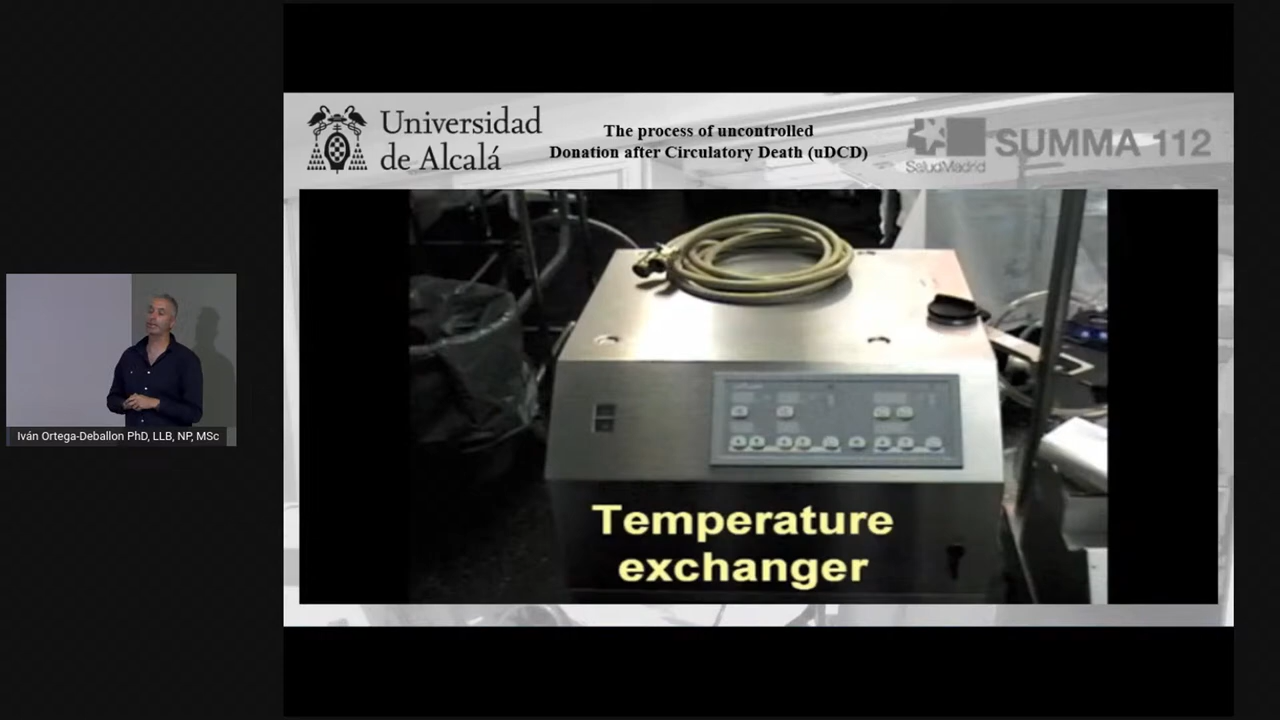 Universidad
de Alcalá
The process of uncontrolled
Donation after Circulatory Death (uDCD)
SUMMA 112
SaludMadrid
Temperature
exchanger
Iván Ortega-Deballon PhD, LLB, NP, MSc